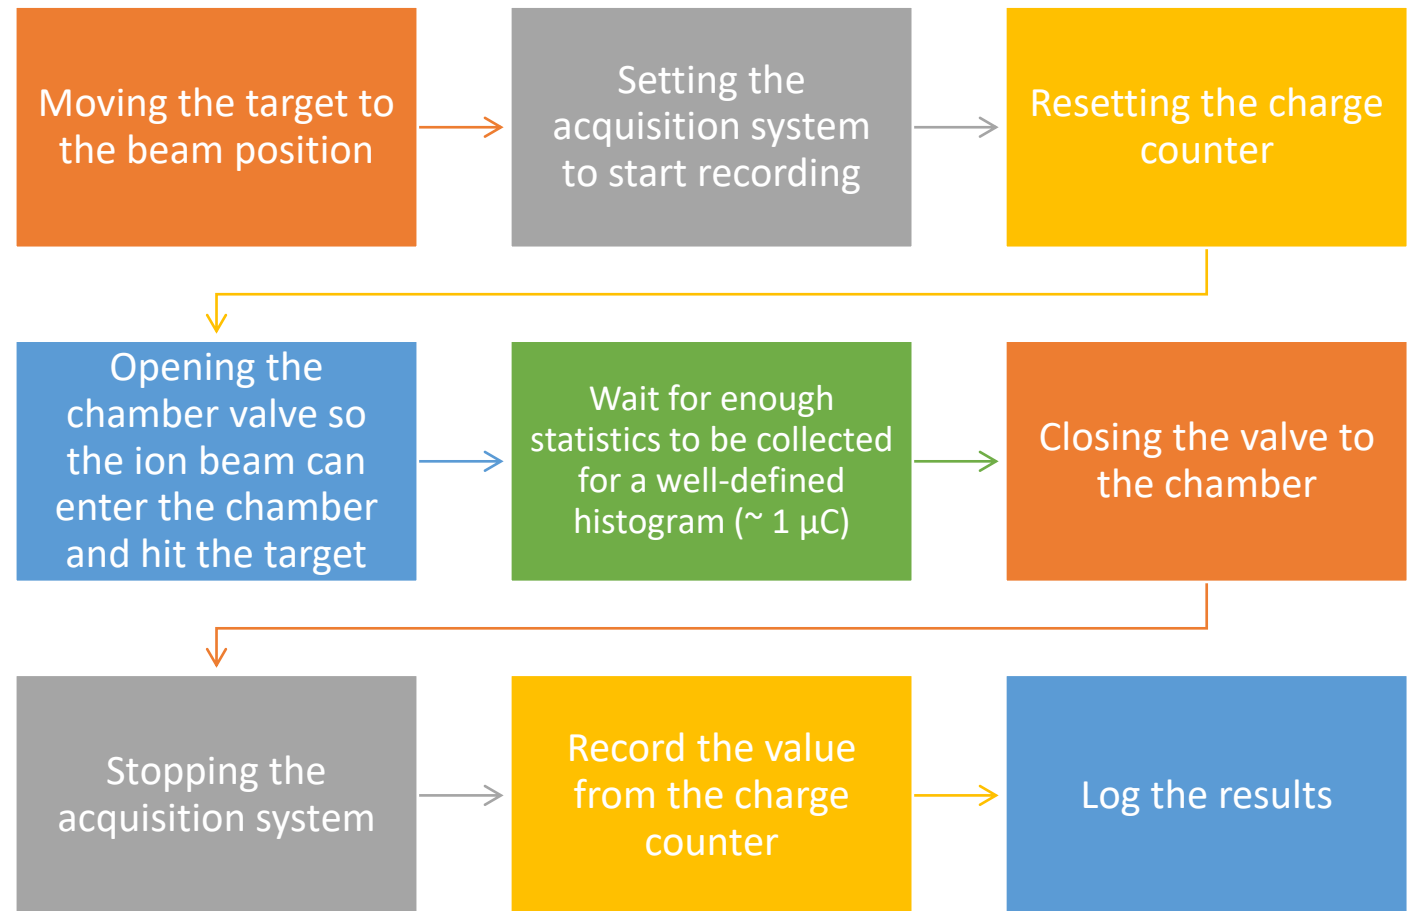 Moving the target to
the beam position
Setting the
acquisition system
to start recording
Resetting the charge
counter
Opening the
chamber valve so
the ion beam can
enter the chamber
and hit the target
Wait for enough
statistics to be collected
for a well-defined
histogram (~ 1 µC)
Closing the valve to
the chamber
Stopping the
acquisition system
Record the value
from the charge
counter
Log the results